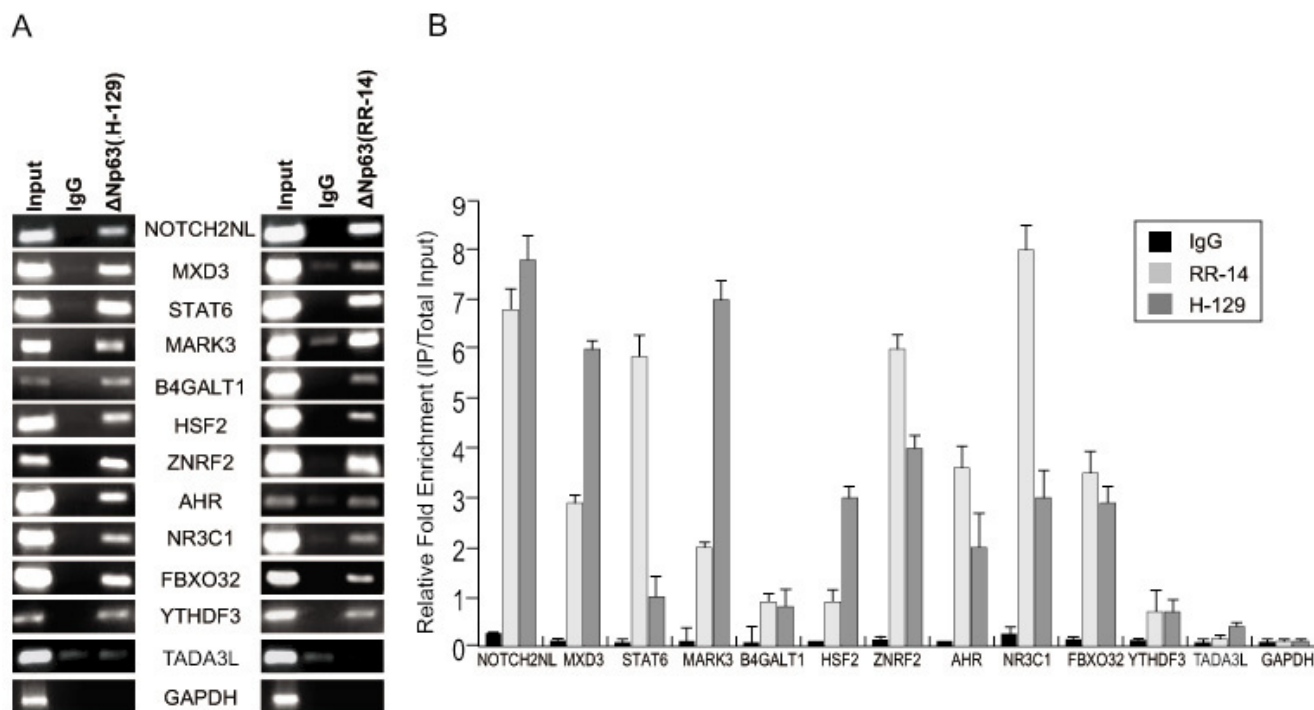 A
B
Input
IgG
ΔNp63(.H-129)
Input
IgG
ΔNp63(RR-14)
NOTCH2NL
MXD3
STAT6
MARK3
B4GALT1
HSF2
ZNRF2
AHR
NR3C1
FBXO32
YTHDF3
TADA3L
GAPDH
Relative Fold Enrichment (IP/Total Input)
9
8
7
6
5
4
3
2
1
0
IgG
RR-14
H-129
NOTCH2NL MXD3 STAT6 MARK3 B4GALT1 HSF2 ZNRF2 AHR NR3C1 FBXO32 YTHDF3 TADA3L GAPDH